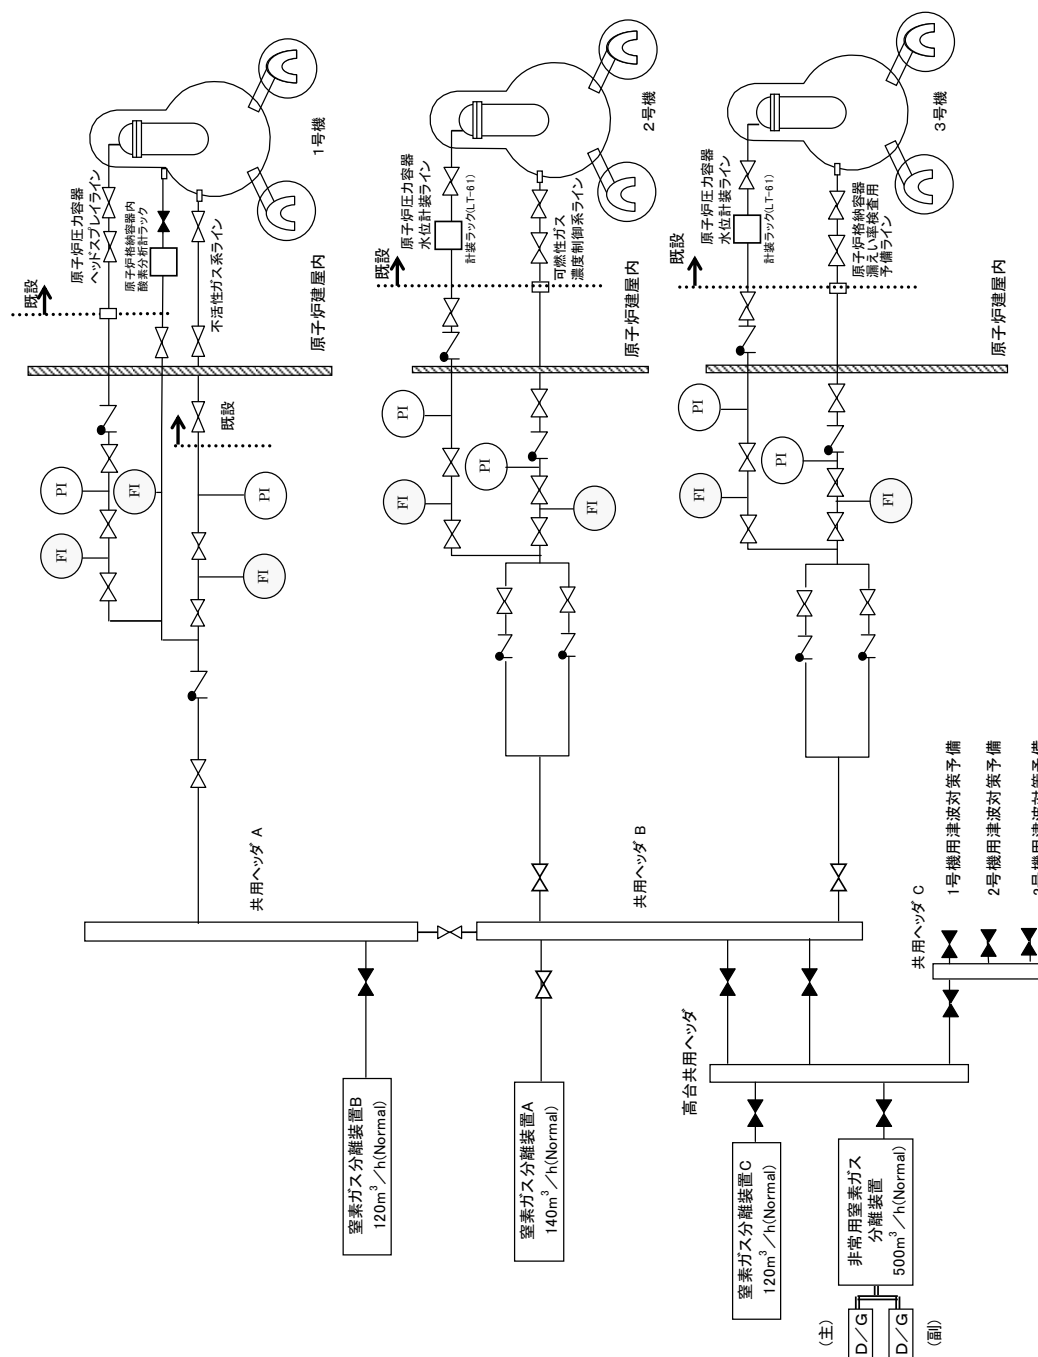 既設
原子炉圧力容器
ヘッドスプレイライン
原子炉格納容器内
酸素分析計ラック
不活性ガス系ライン
1号機
原子炉建屋内
既設
PI
FI
FI
PI
FI
既設
原子炉圧力容器
水位計装ライン
計装ラック(LT-61)
可燃性ガス
濃度制御系ライン
2号機
原子炉建屋内
PI
FI
PI
FI
既設
原子炉圧力容器
水位計装ライン
計装ラック(LT-61)
原子炉格納容器
漏えい率検査用
予備ライン
3号機
原子炉建屋内
PI
FI
PI
FI
共用ヘッダ A
共用ヘッダ B
共用ヘッダ C
1号機用津波対策予備
2号機用津波対策予備
3号機用津波対策予備
高台共用ヘッダ
窒素ガス分離装置B
120m³/h(Normal)
窒素ガス分離装置A
140m³/h(Normal)
窒素ガス分離装置C
120m³/h(Normal)
非常用窒素ガス
分離装置
500m³/h(Normal)
(主)
D/G
D/G
(副)